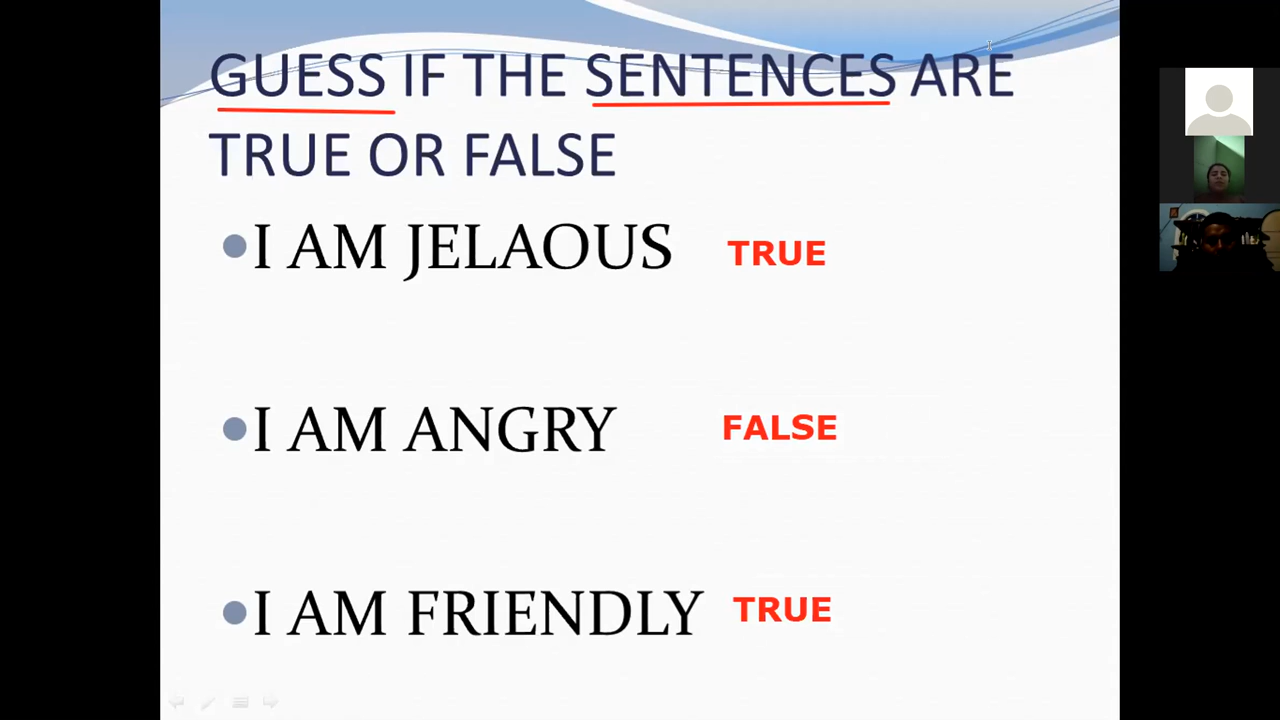 GUESS IF THE SENTENCES ARE
TRUE OR FALSE
I AM JELAOUS TRUE
I AM ANGRY FALSE
I AM FRIENDLY TRUE